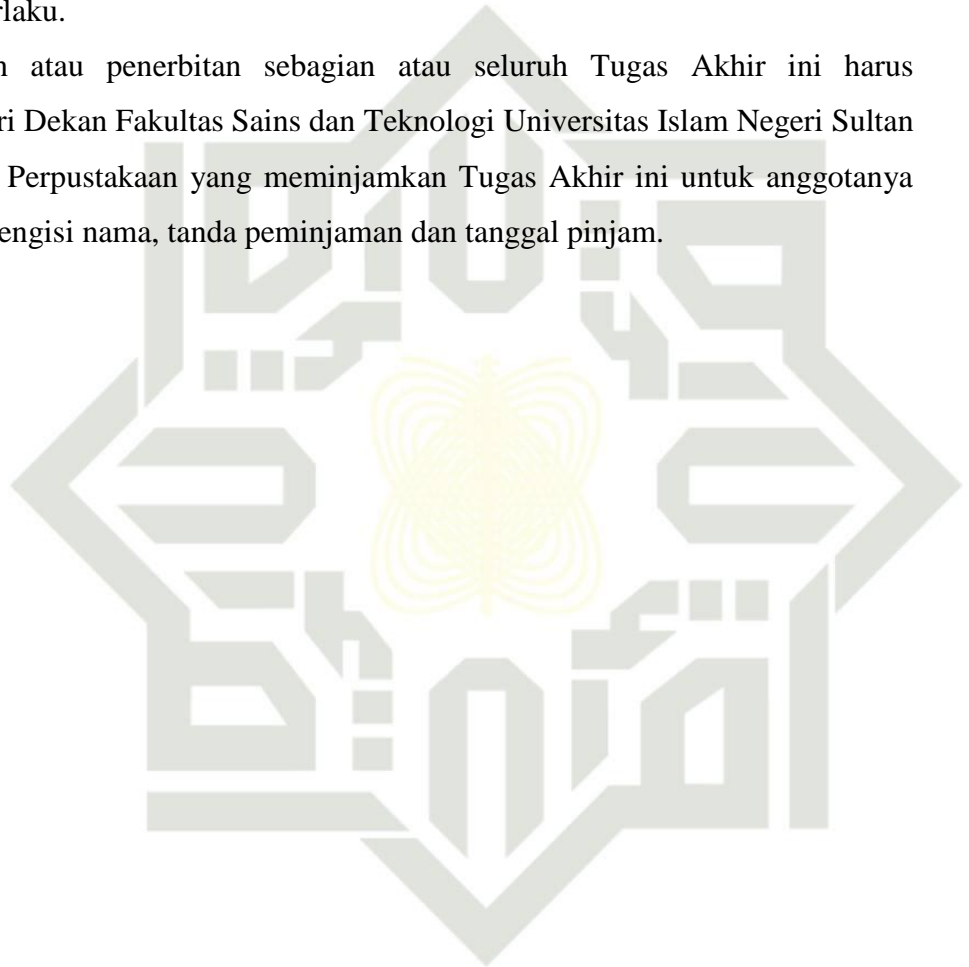 rlaku.
n atau penerbitan sebagian atau seluruh Tugas Akhir ini harus
ri Dekan Fakultas Sains dan Teknologi Universitas Islam Negeri Sultan
Perpustakaan yang meminjamkan Tugas Akhir ini untuk anggotanya
engisi nama, tanda peminjaman dan tanggal pinjam.